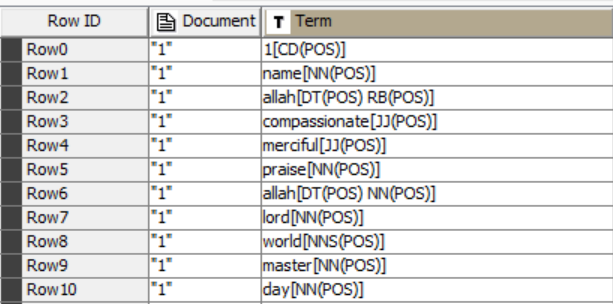 Row ID Document T Term
Row0 "1" 1[CD(POS)]
Row1 "1" name[NN(POS)]
Row2 "1" allah[DT(POS) RB(POS)]
Row3 "1" compassionate[JJ(POS)]
Row4 "1" merciful[JJ(POS)]
Row5 "1" praise[NN(POS)]
Row6 "1" allah[DT(POS) NN(POS)]
Row7 "1" lord[NN(POS)]
Row8 "1" world[NNS(POS)]
Row9 "1" master[NN(POS)]
Row10 "1" day[NN(POS)]